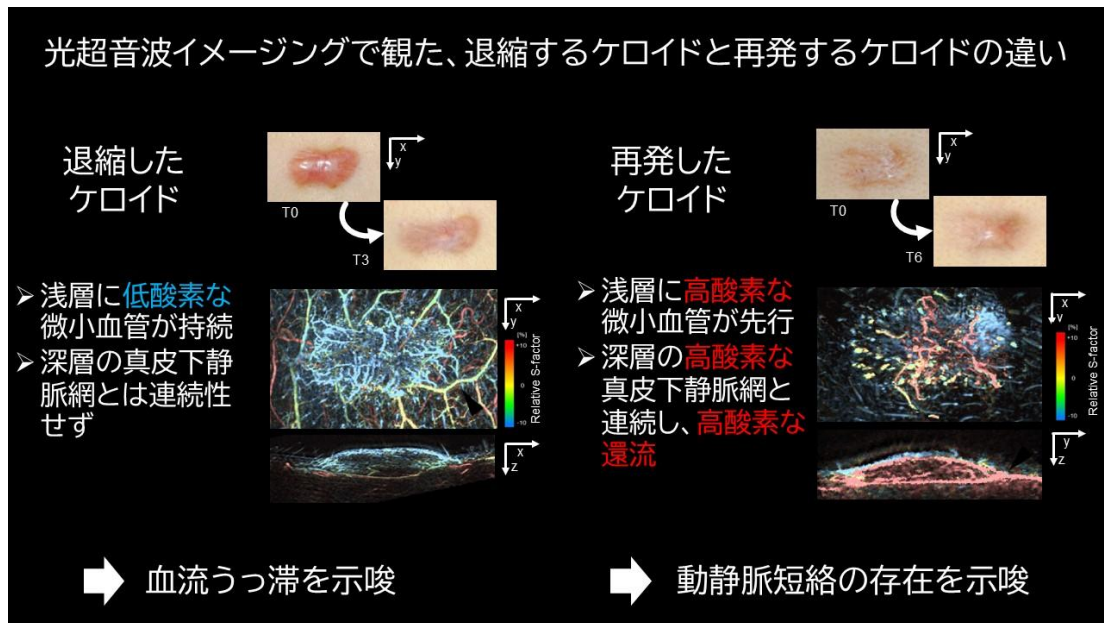 光超音波イメージングで観た、退縮するケロイドと再発するケロイドの違い
退縮した
ケロイド
x
y
T0
T3
➢ 浅層に低酸素な
微小血管が持続
➢ 深層の真皮下静
脈網とは連続性
せず
x
y
[%]
+10
-10
Relative S-factor
x
z
血流うっ滞を示唆
再発した
ケロイド
x
y
T0
T6
➢ 浅層に高酸素な
微小血管が先行
➢ 深層の高酸素な
真皮下静脈網と
連続し、高酸素な
還流
x
y
[%]
+10
-10
Relative S-factor
y
z
動静脈短絡の存在を示唆